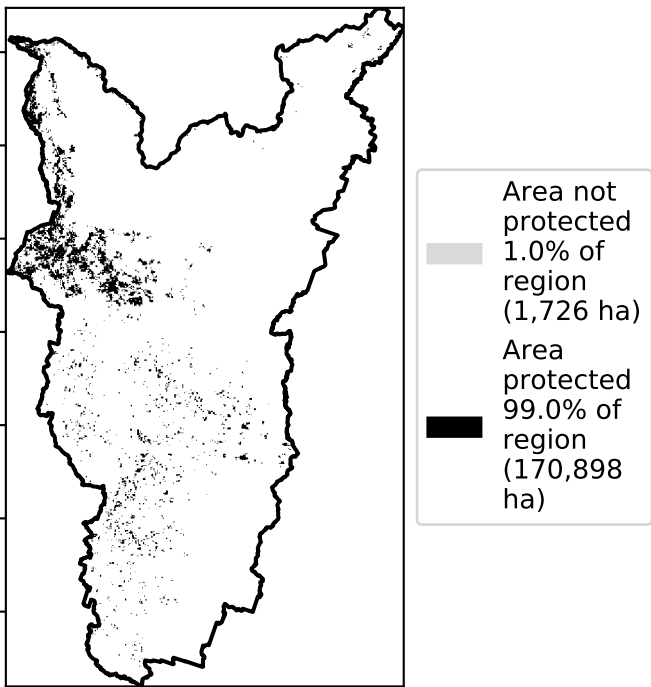 Area not
protected
1.0% of
region
(1,726 ha)
Area
protected
99.0% of
region
(170,898
ha)